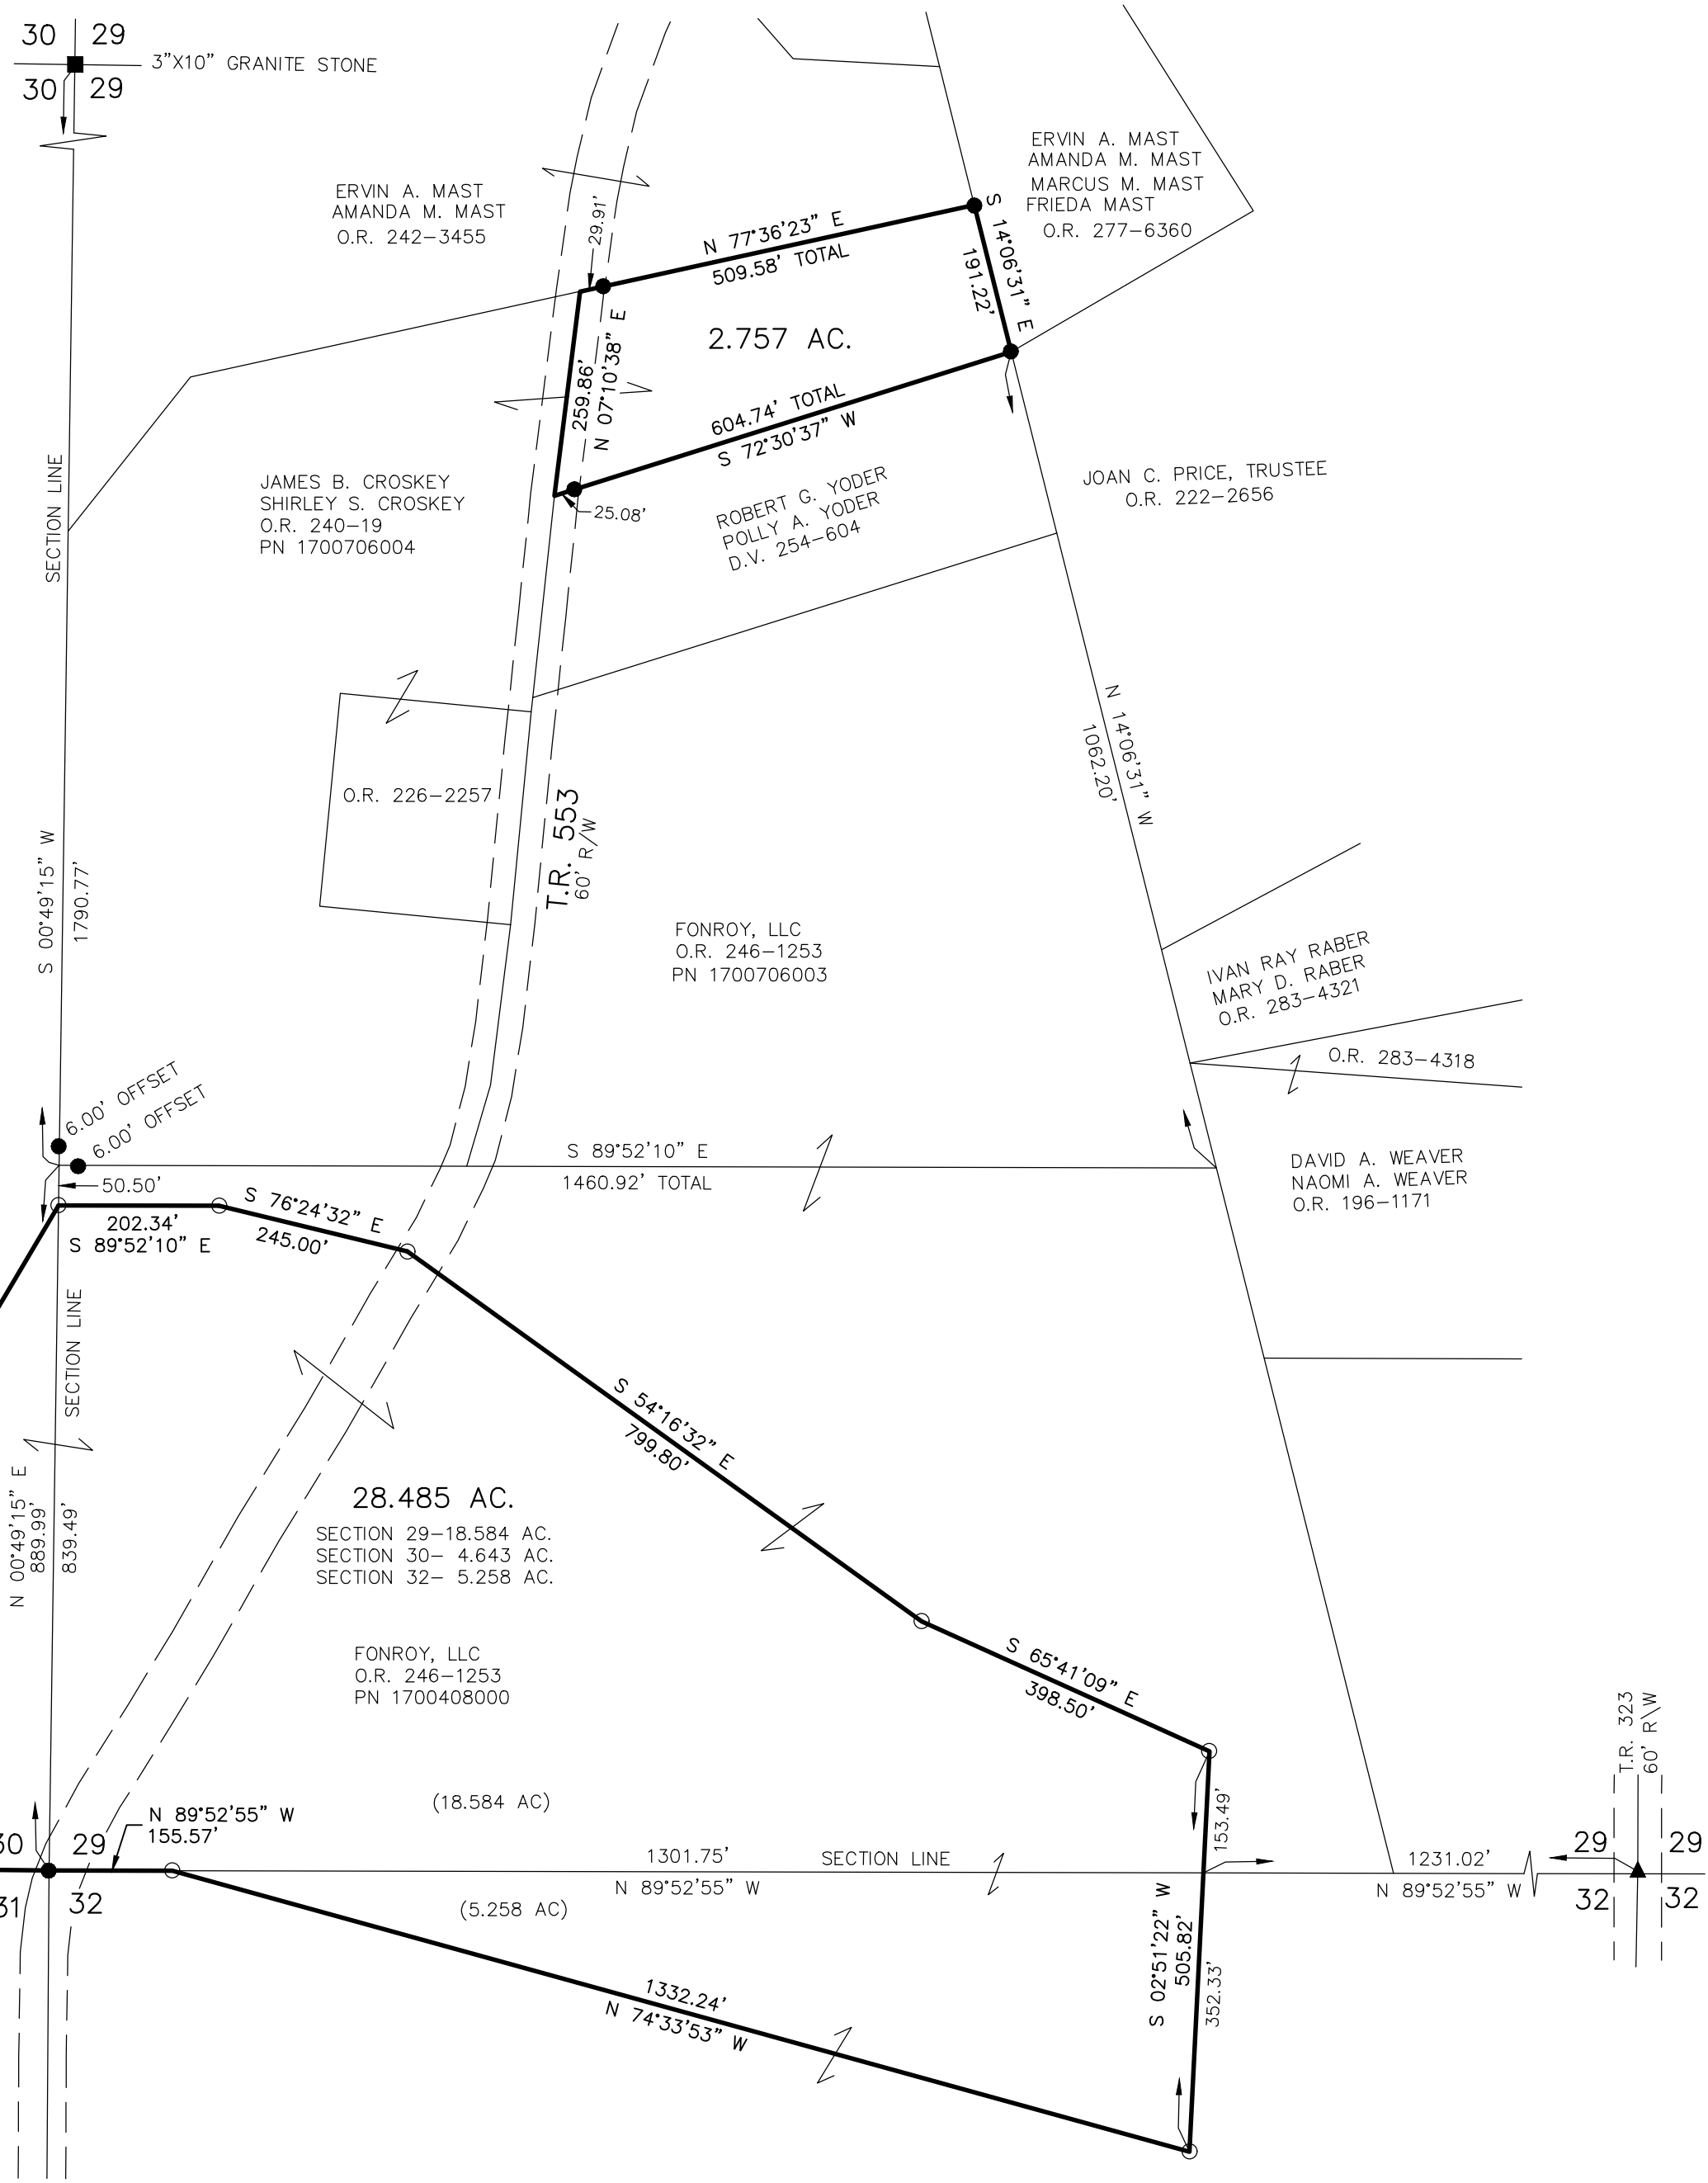 30 29
3"X10" GRANITE STONE
30 29
ERVIN A. MAST
AMANDA M. MAST
O.R. 242-3455
ERVIN A. MAST
AMANDA M. MAST
MARCUS M. MAST
FRIEDA MAST
O.R. 277-6360
29.91'
N 77°36'23" E
509.58' TOTAL
S 14°06'31" E
191.22'
2.757 AC.
259.86'
N 07°10'38" E
604.74' TOTAL
S 72°30'37" W
25.08'
SECTION LINE
JAMES B. CROSKEY
SHIRLEY S. CROSKEY
O.R. 240-19
PN 1700706004
ROBERT G. YODER
POLLY A. YODER
D.V. 254-604
JOAN C. PRICE, TRUSTEE
O.R. 222-2656
N 14°06'31" W
1062.20'
O.R. 226-2257
T.R. 553
60' R/W
S 00°49'15" W
1790.77'
FONROY, LLC
O.R. 246-1253
PN 1700706003
IVAN RAY RABER
MARY D. RABER
O.R. 283-4321
O.R. 283-4318
6.00' OFFSET
6.00' OFFSET
S 89°52'10" E
1460.92' TOTAL
DAVID A. WEAVER
NAOMI A. WEAVER
O.R. 196-1171
50.50'
202.34'
S 89°52'10" E
S 76°24'32" E
245.00'
SECTION LINE
S 54°16'32" E
799.80'
N 00°49'15" E
889.99'
839.49'
28.485 AC.
SECTION 29-18.584 AC.
SECTION 30- 4.643 AC.
SECTION 32- 5.258 AC.
FONROY, LLC
O.R. 246-1253
PN 1700408000
S 65°41'09" E
398.50'
T.R. 323
60' R\W
(18.584 AC)
153.49'
N 89°52'55" W
155.57'
30 29
31 32
1301.75'
SECTION LINE
N 89°52'55" W
1231.02'
N 89°52'55" W
29 29
32 32
(5.258 AC)
S 02°51'22" W
505.82'
352.33'
1332.24'
N 74°33'53" W